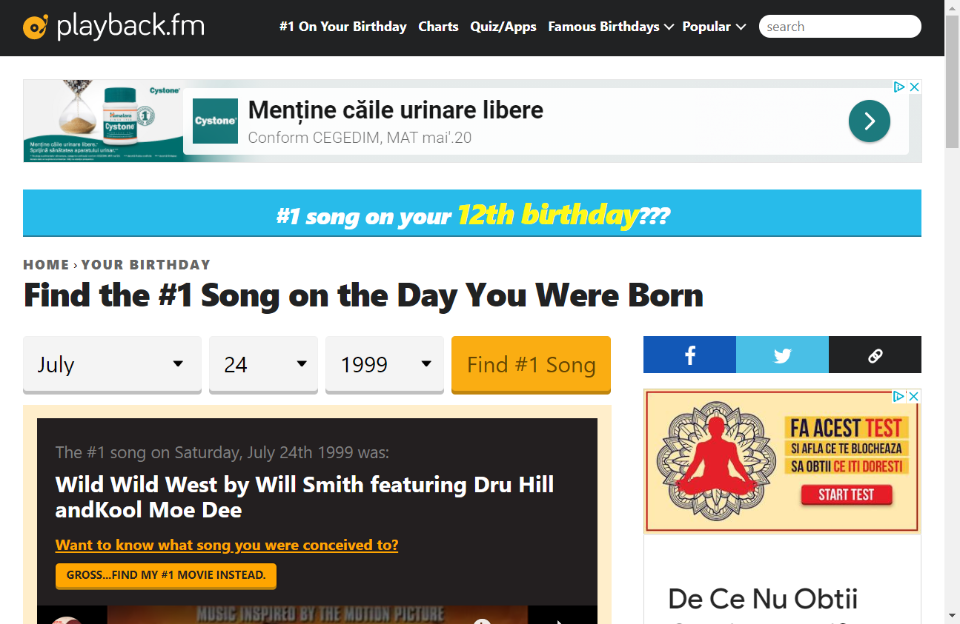 playback.fm
#1 On Your Birthday Charts Quiz/Apps Famous Birthdays Popular search
Cystone
Menține căile urinare libere
Conform CEGEDIM, MAT mai'.20
#1 song on your 12th birthday???
HOME › YOUR BIRTHDAY
Find the #1 Song on the Day You Were Born
July 24 1999 Find #1 Song
The #1 song on Saturday, July 24th 1999 was:
Wild Wild West by Will Smith featuring Dru Hill
andKool Moe Dee
Want to know what song you were conceived to?
GROSS...FIND MY #1 MOVIE INSTEAD.
MUSIC INSPIRED BY THE MOTION PICTURE
FA ACEST TEST
SI AFLA CE TE BLOCHEAZA
SA OBTII CE ITI DORESTI
START TEST
De Ce Nu Obtii